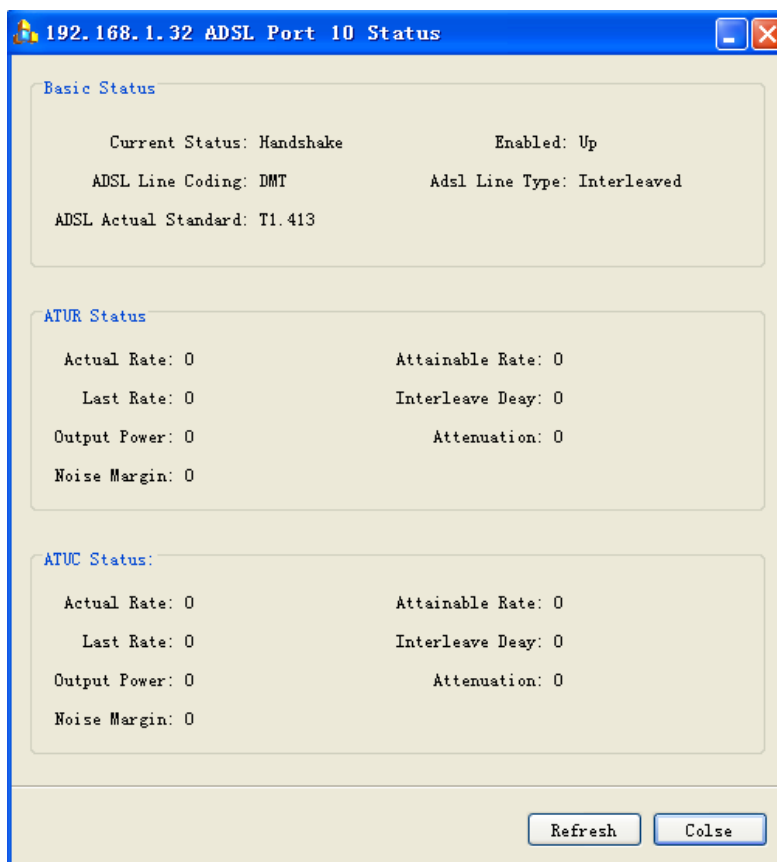 192.168.1.32 ADSL Port 10 Status
Basic Status
Current Status: Handshake Enabled: Up
ADSL Line Coding: DMT Adsl Line Type: Interleaved
ADSL Actual Standard: T1.413
ATUR Status
Actual Rate: 0 Attainable Rate: 0
Last Rate: 0 Interleave Deay: 0
Output Power: 0 Attenuation: 0
Noise Margin: 0
ATUC Status:
Actual Rate: 0 Attainable Rate: 0
Last Rate: 0 Interleave Deay: 0
Output Power: 0 Attenuation: 0
Noise Margin: 0
Refresh Colse